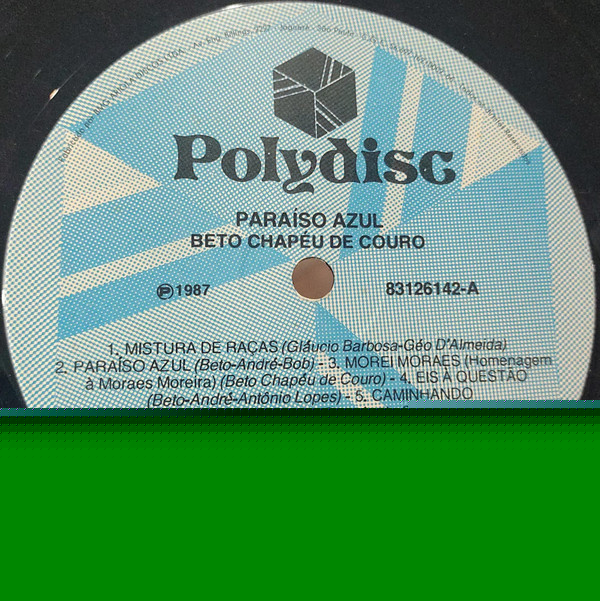 Polydisc
PARAÍSO AZUL
BETO CHAPÉU DE COURO
Ⓟ 1987 83126142-A
1. MISTURA DE RAÇAS (Gláucio Barbosa-Géo D'Almeida)
2. PARAÍSO AZUL (Beto-André-Bob) - 3. MOREI MORAES (Homenagem
à Moraes Moreira) (Beto Chapéu de Couro) - 4. EIS A QUESTÃO
(Beto-André-Antônio Lopes) - 5. CAMINHANDO